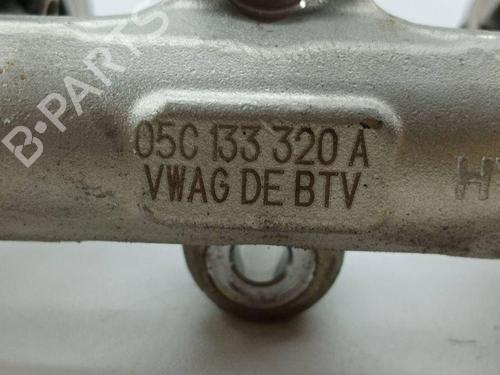 B-PARTS
05C 133 320 A
VWAG DE BTV
H